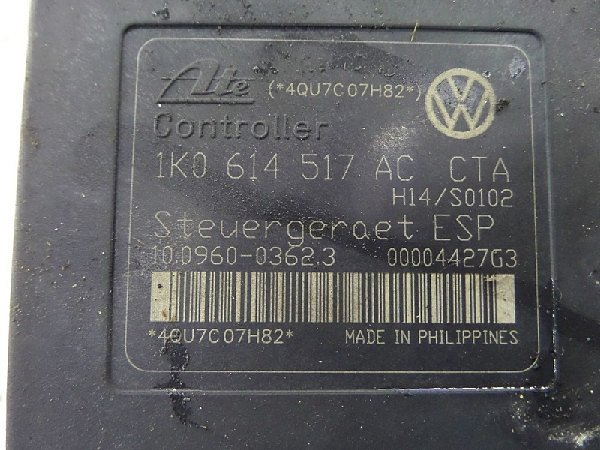 Ate (*4QU7C07H82*)
Controller
1K0 614 517 AC CTA
H14/S0102
Steuergeraet ESP
10.0960-0362.3 00004427G3
*4QU7C07H82* MADE IN PHILIPPINES